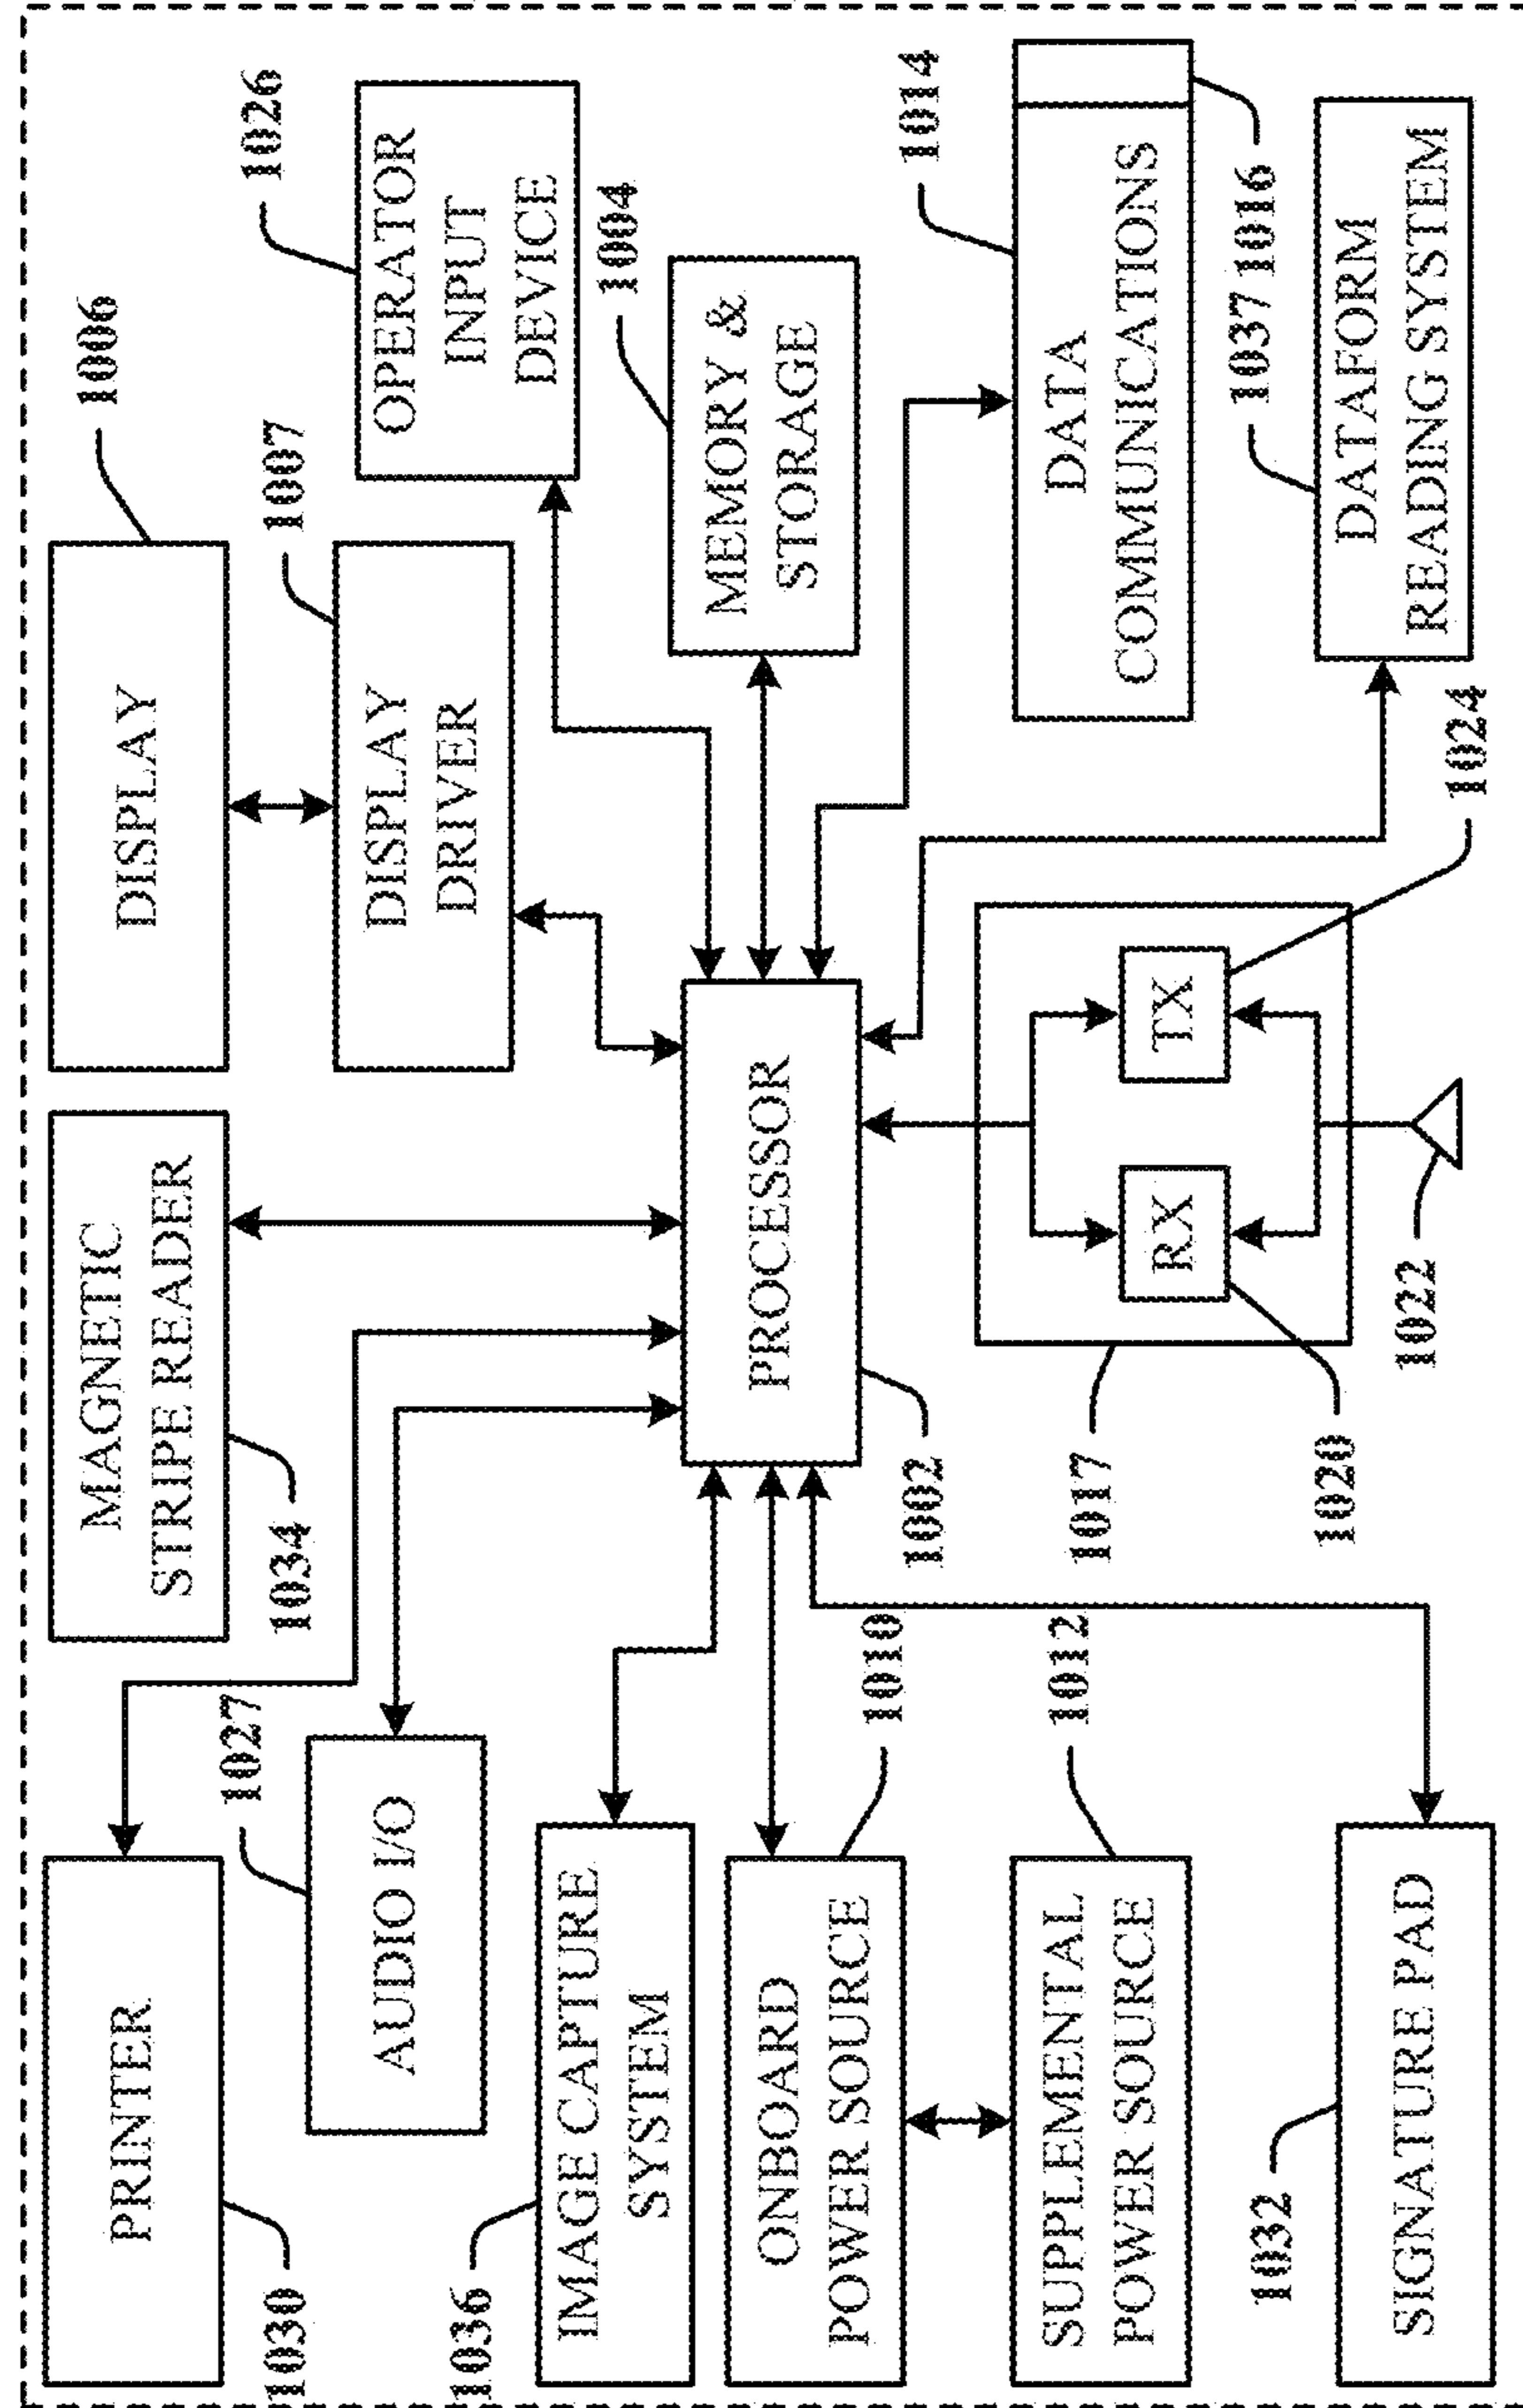 PRINTER
1030
MAGNETIC
STRIPE READER
1034
DISPLAY
1006
DISPLAY
DRIVER
1007
OPERATOR
INPUT
DEVICE
1026
AUDIO I/O
1027
IMAGE CAPTURE
SYSTEM
1036
MEMORY &
STORAGE
1004
ONBOARD
POWER SOURCE
1010
PROCESSOR
1002
DATA
COMMUNICATIONS
1014
1016
SUPPLEMENTAL
POWER SOURCE
1012
1017
RX
TX
1020
1024
1022
DATAFORM
READING SYSTEM
1037
SIGNATURE PAD
1032